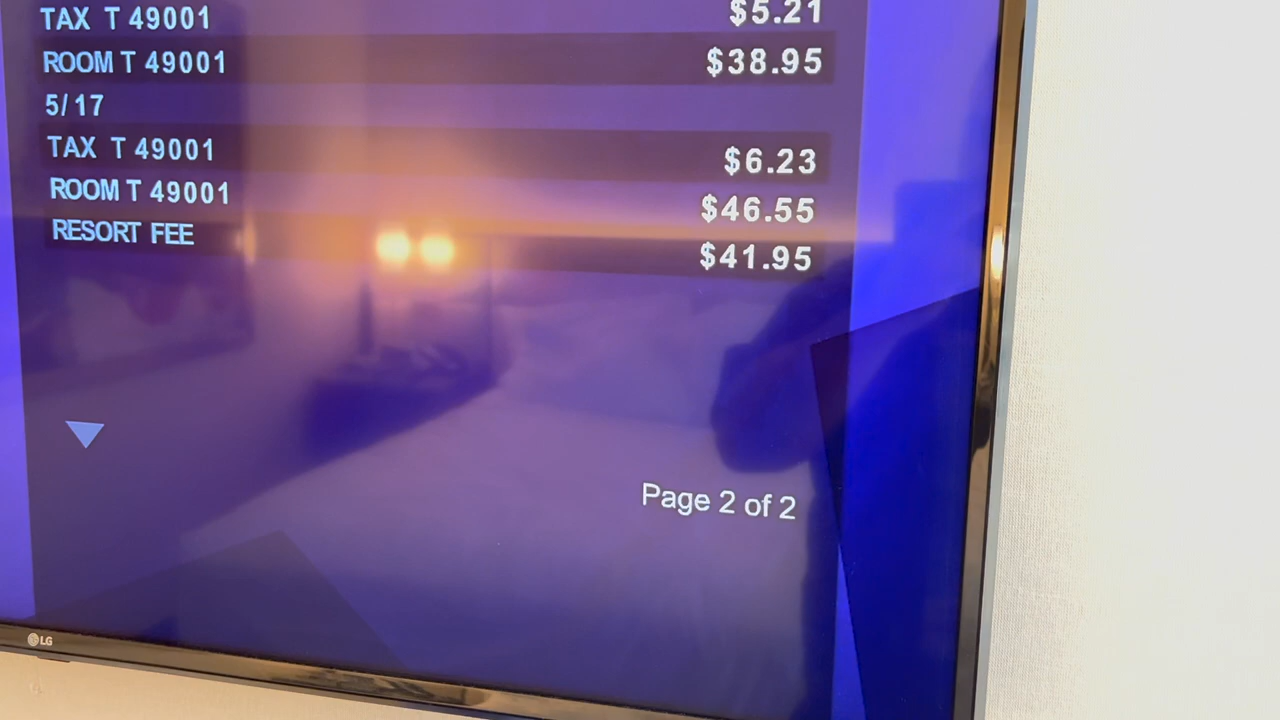 TAX T 49001 $5.21
ROOM T 49001 $38.95
5/17
TAX T 49001 $6.23
ROOM T 49001 $46.55
RESORT FEE $41.95
Page 2 of 2
LG